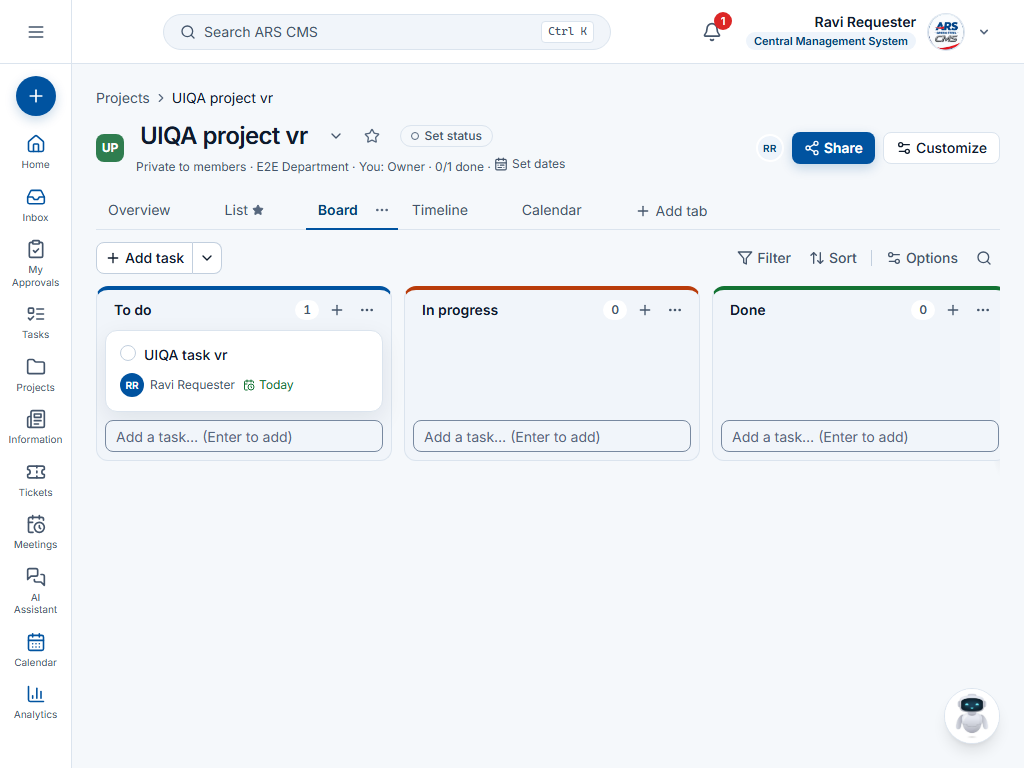 Search ARS CMS
Ctrl K
1
Ravi Requester
Central Management System
ARS
CMS
Home
Inbox
My
Approvals
Tasks
Projects
Information
Tickets
Meetings
AI
Assistant
Calendar
Analytics
Projects > UIQA project vr
UP
UIQA project vr
Set status
Private to members · E2E Department · You: Owner · 0/1 done · Set dates
RR
Share
Customize
Overview
List
Board
Timeline
Calendar
+ Add tab
+ Add task
Filter
Sort
Options
To do
1
UIQA task vr
RR Ravi Requester Today
Add a task... (Enter to add)
In progress
0
Add a task... (Enter to add)
Done
0
Add a task... (Enter to add)